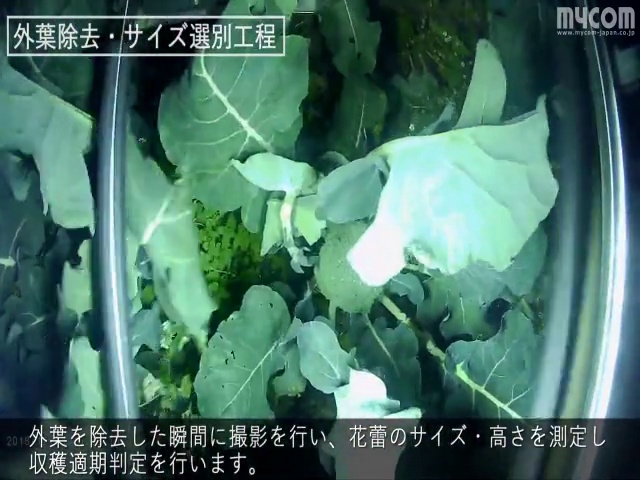 外葉除去・サイズ選別工程
mycom
www.mycom-japan.co.jp
外葉を除去した瞬間に撮影を行い、花蕾のサイズ・高さを測定し
収穫適期判定を行います。